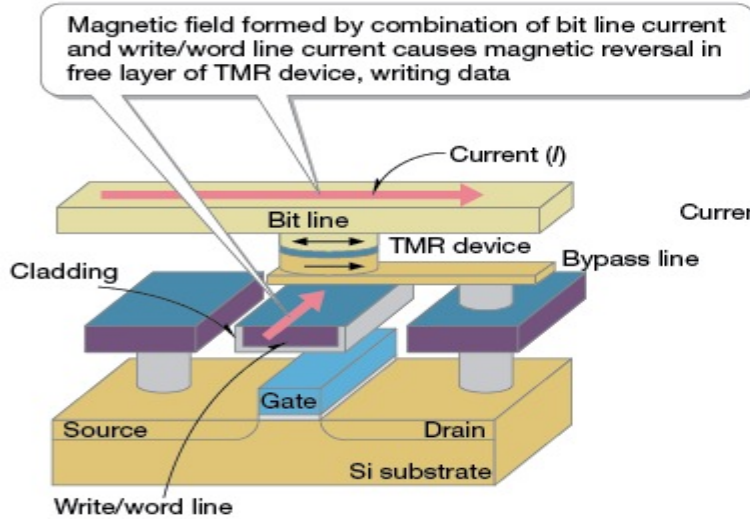 Magnetic field formed by combination of bit line current
and write/word line current causes magnetic reversal in
free layer of TMR device, writing data
Current (I)
Bit line
Curren
TMR device
Bypass line
Cladding
Gate
Source
Drain
Si substrate
Write/word line